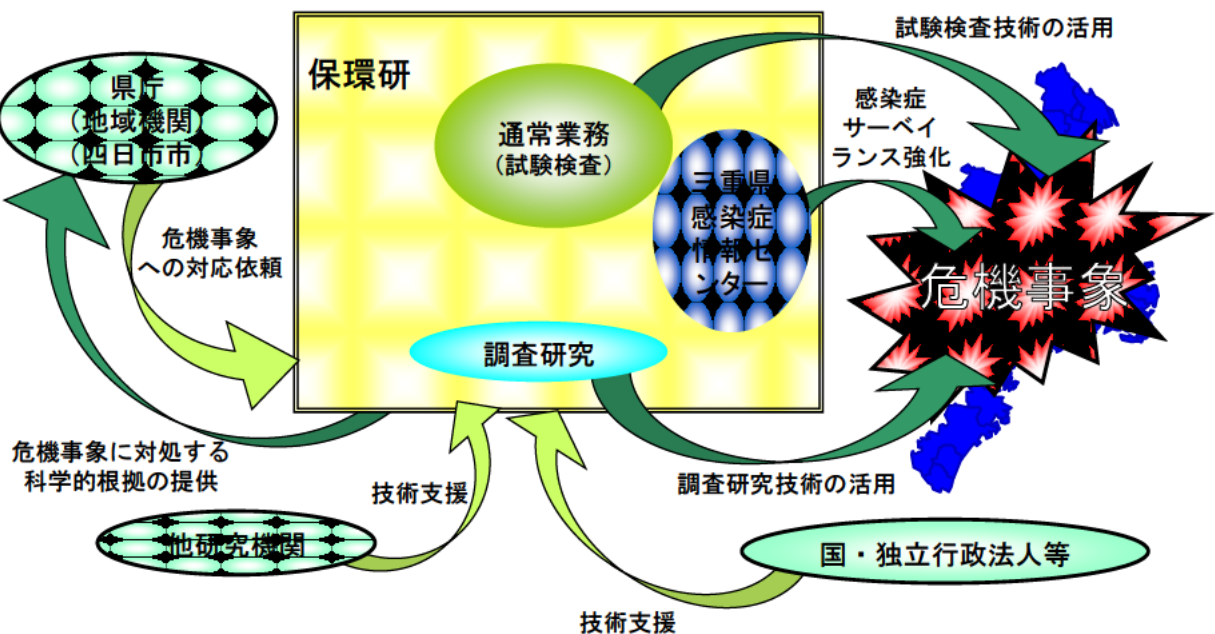 試験検査技術の活用
保環研
県庁
（地域機関）
（四日市市）
通常業務
（試験検査）
感染症
サーベイ
ランス強化
三重県
感染症
情報セ
ンター
危機事象
への対応依頼
危機事象
調査研究
危機事象に対処する
科学的根拠の提供
技術支援
調査研究技術の活用
他研究機関
国・独立行政法人等
技術支援